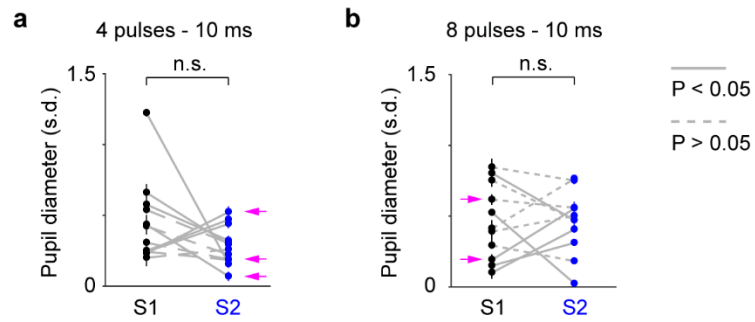 a
4 pulses - 10 ms
n.s.
1.5
Pupil diameter (s.d.)
0
S1
S2
b
8 pulses - 10 ms
n.s.
1.5
Pupil diameter (s.d.)
0
S1
S2
P < 0.05
P > 0.05